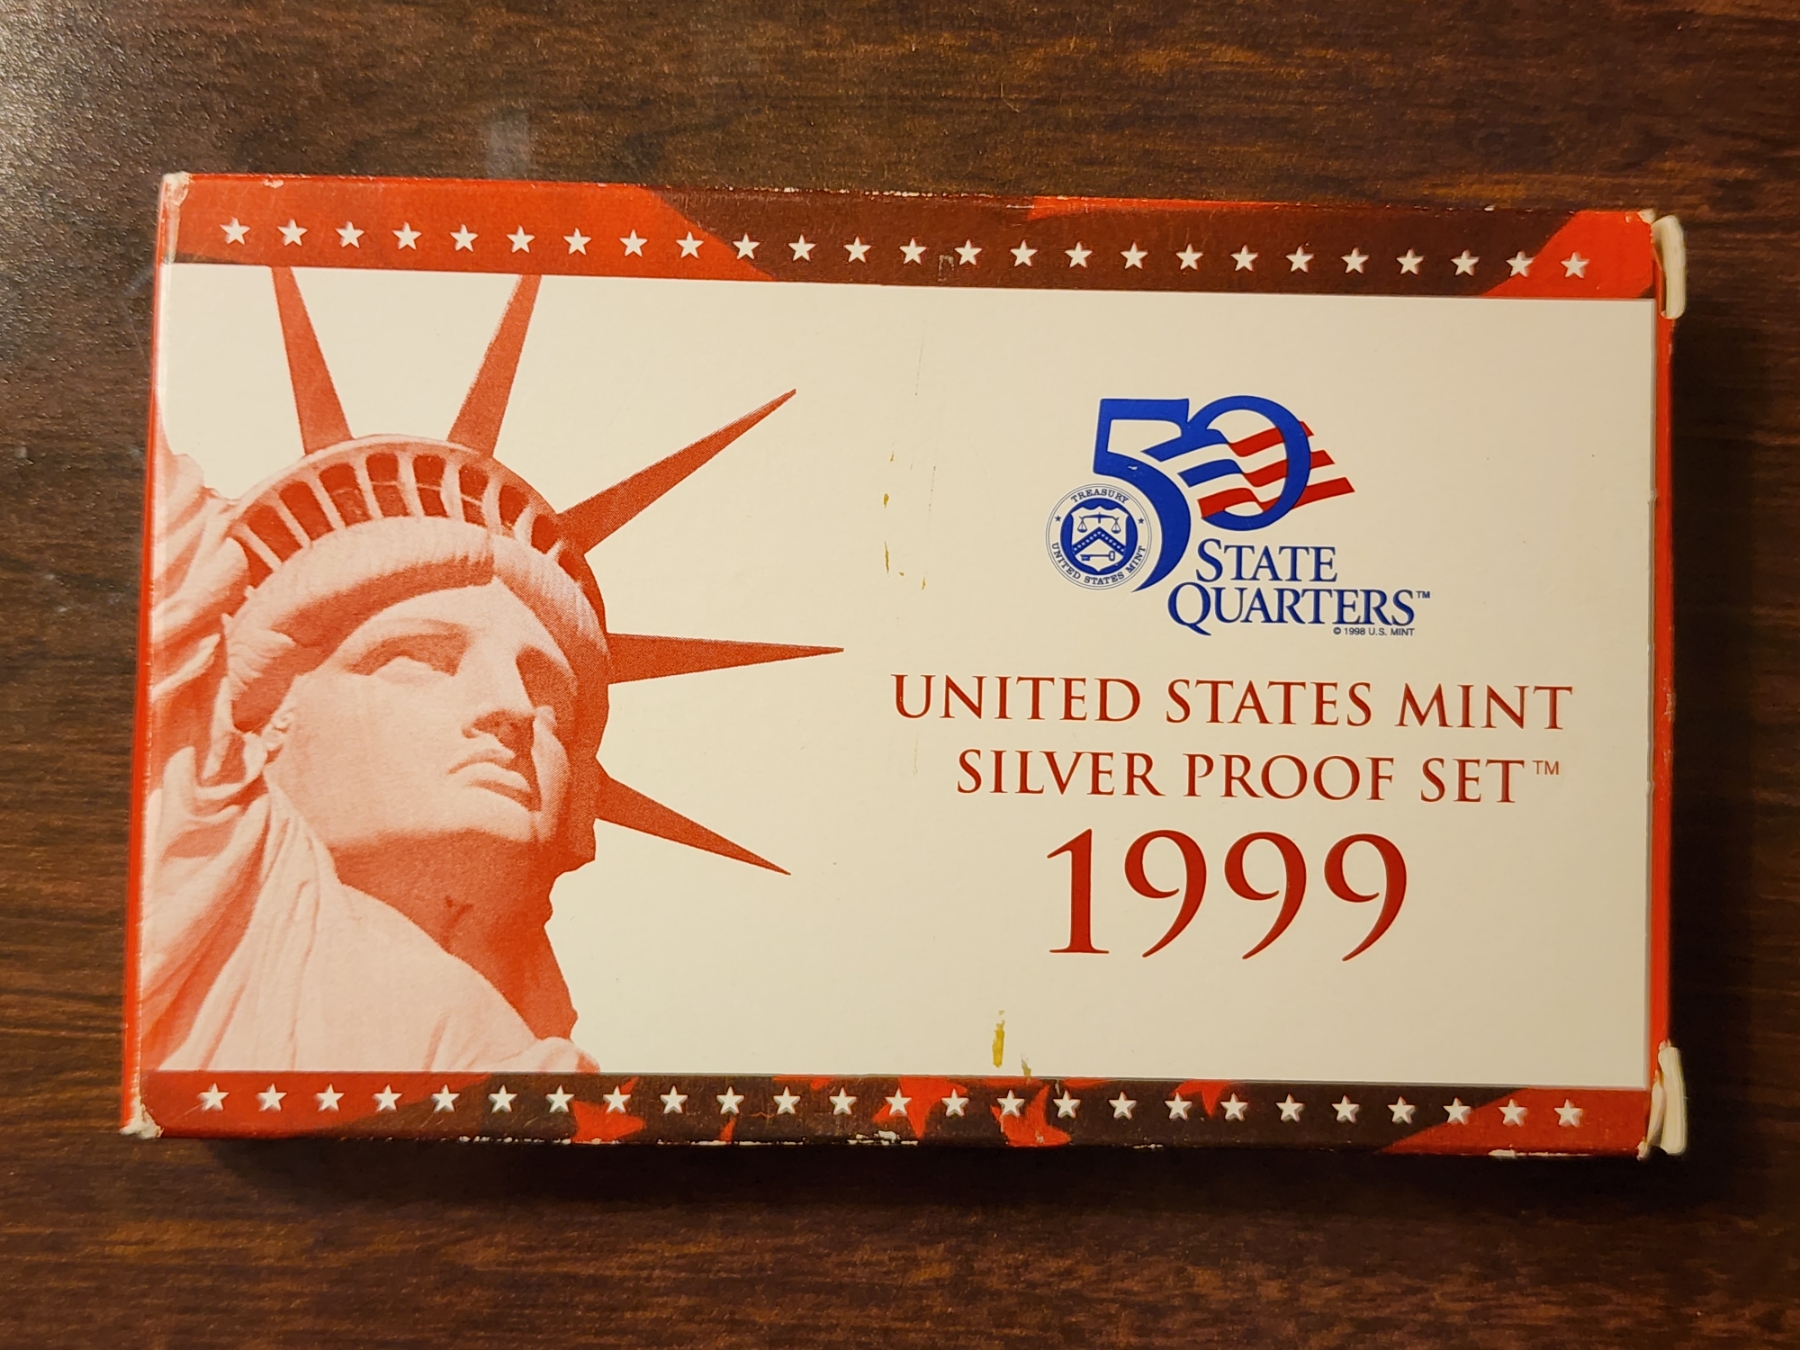 50
TREASURY
UNITED STATES MINT
STATE
QUARTERS™
© 1998 U.S. MINT
UNITED STATES MINT
SILVER PROOF SET™
1999